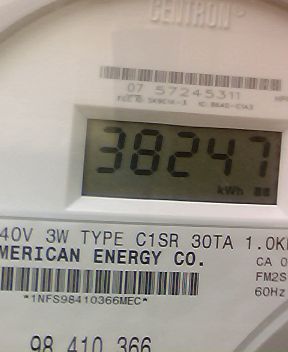 CENTRON®
07 57245311
38247
kWh
40V 3W TYPE C1SR 30TA 1.0K
MERICAN ENERGY CO.
CA 0
FM2S
*1NFS98410366MEC*
60Hz
98 410 366